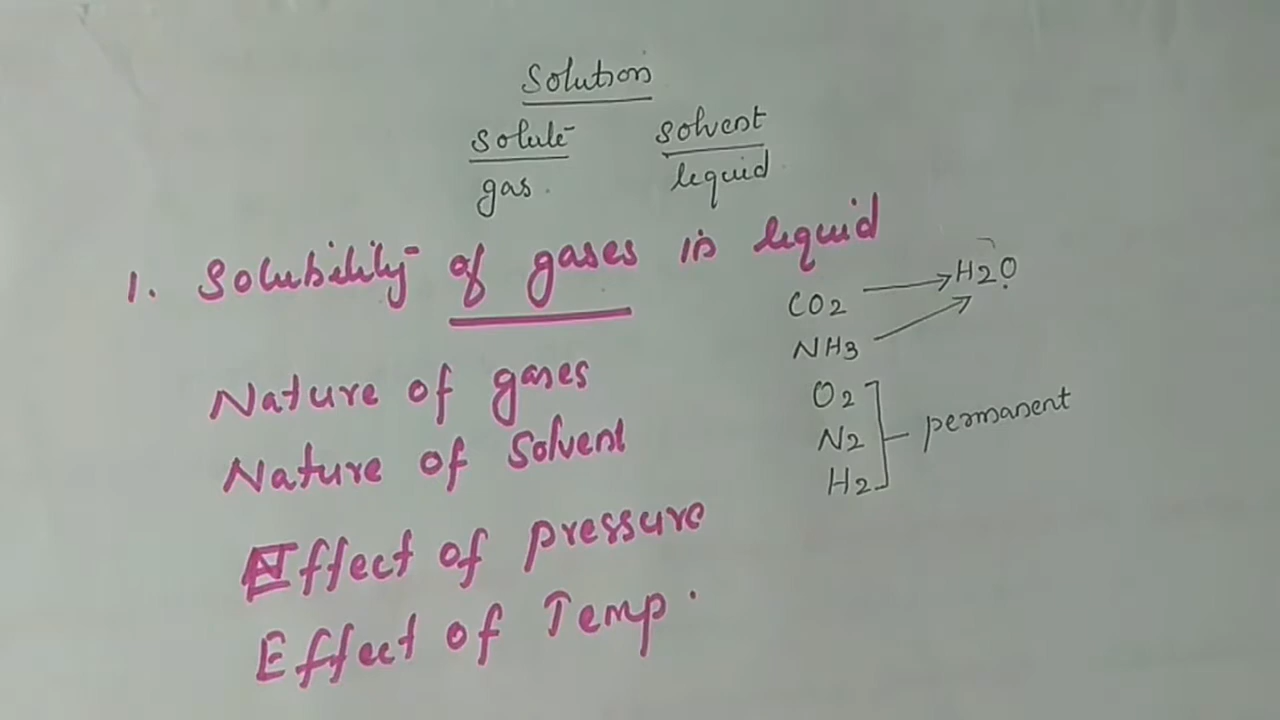 Solution
Solute solvent
gas. liquid
1. Solubility of gases in liquid
CO2 H2O
NH3
Nature of gases
O2
N2 permanent
H2
Nature of Solvent
Effect of pressure
Effect of Temp.